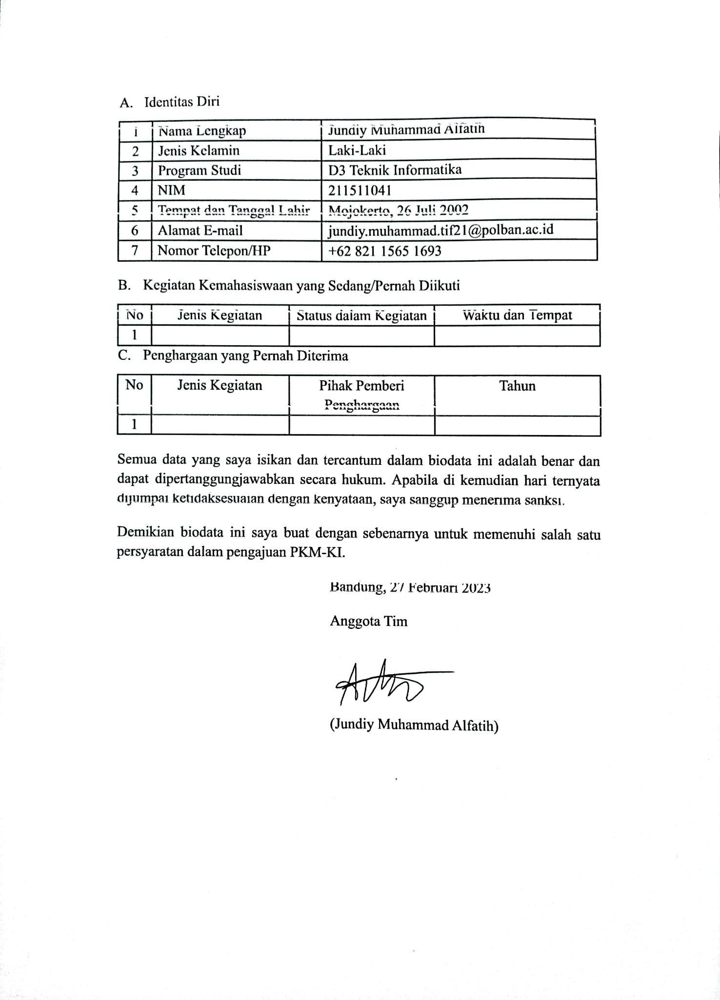 A. Identitas Diri
1 Nama Lengkap Jundiy Muhammad Alfatih
2 Jenis Kelamin Laki-Laki
3 Program Studi D3 Teknik Informatika
4 NIM 211511041
5 Tempat dan Tanggal Lahir Mojokerto, 26 Juli 2002
6 Alamat E-mail jundiy.muhammad.tif21@polban.ac.id
7 Nomor Telepon/HP +62 821 1565 1693
B. Kegiatan Kemahasiswaan yang Sedang/Pernah Diikuti
No Jenis Kegiatan Status dalam Kegiatan Waktu dan Tempat
1
C. Penghargaan yang Pernah Diterima
No Jenis Kegiatan Pihak Pemberi Tahun
Penghargaan
1
Semua data yang saya isikan dan tercantum dalam biodata ini adalah benar dan
dapat dipertanggungjawabkan secara hukum. Apabila di kemudian hari ternyata
dijumpai ketidaksesuaian dengan kenyataan, saya sanggup menerima sanksi.
Demikian biodata ini saya buat dengan sebenarnya untuk memenuhi salah satu
persyaratan dalam pengajuan PKM-KI.
Bandung, 27 Februari 2023
Anggota Tim
(Jundiy Muhammad Alfatih)